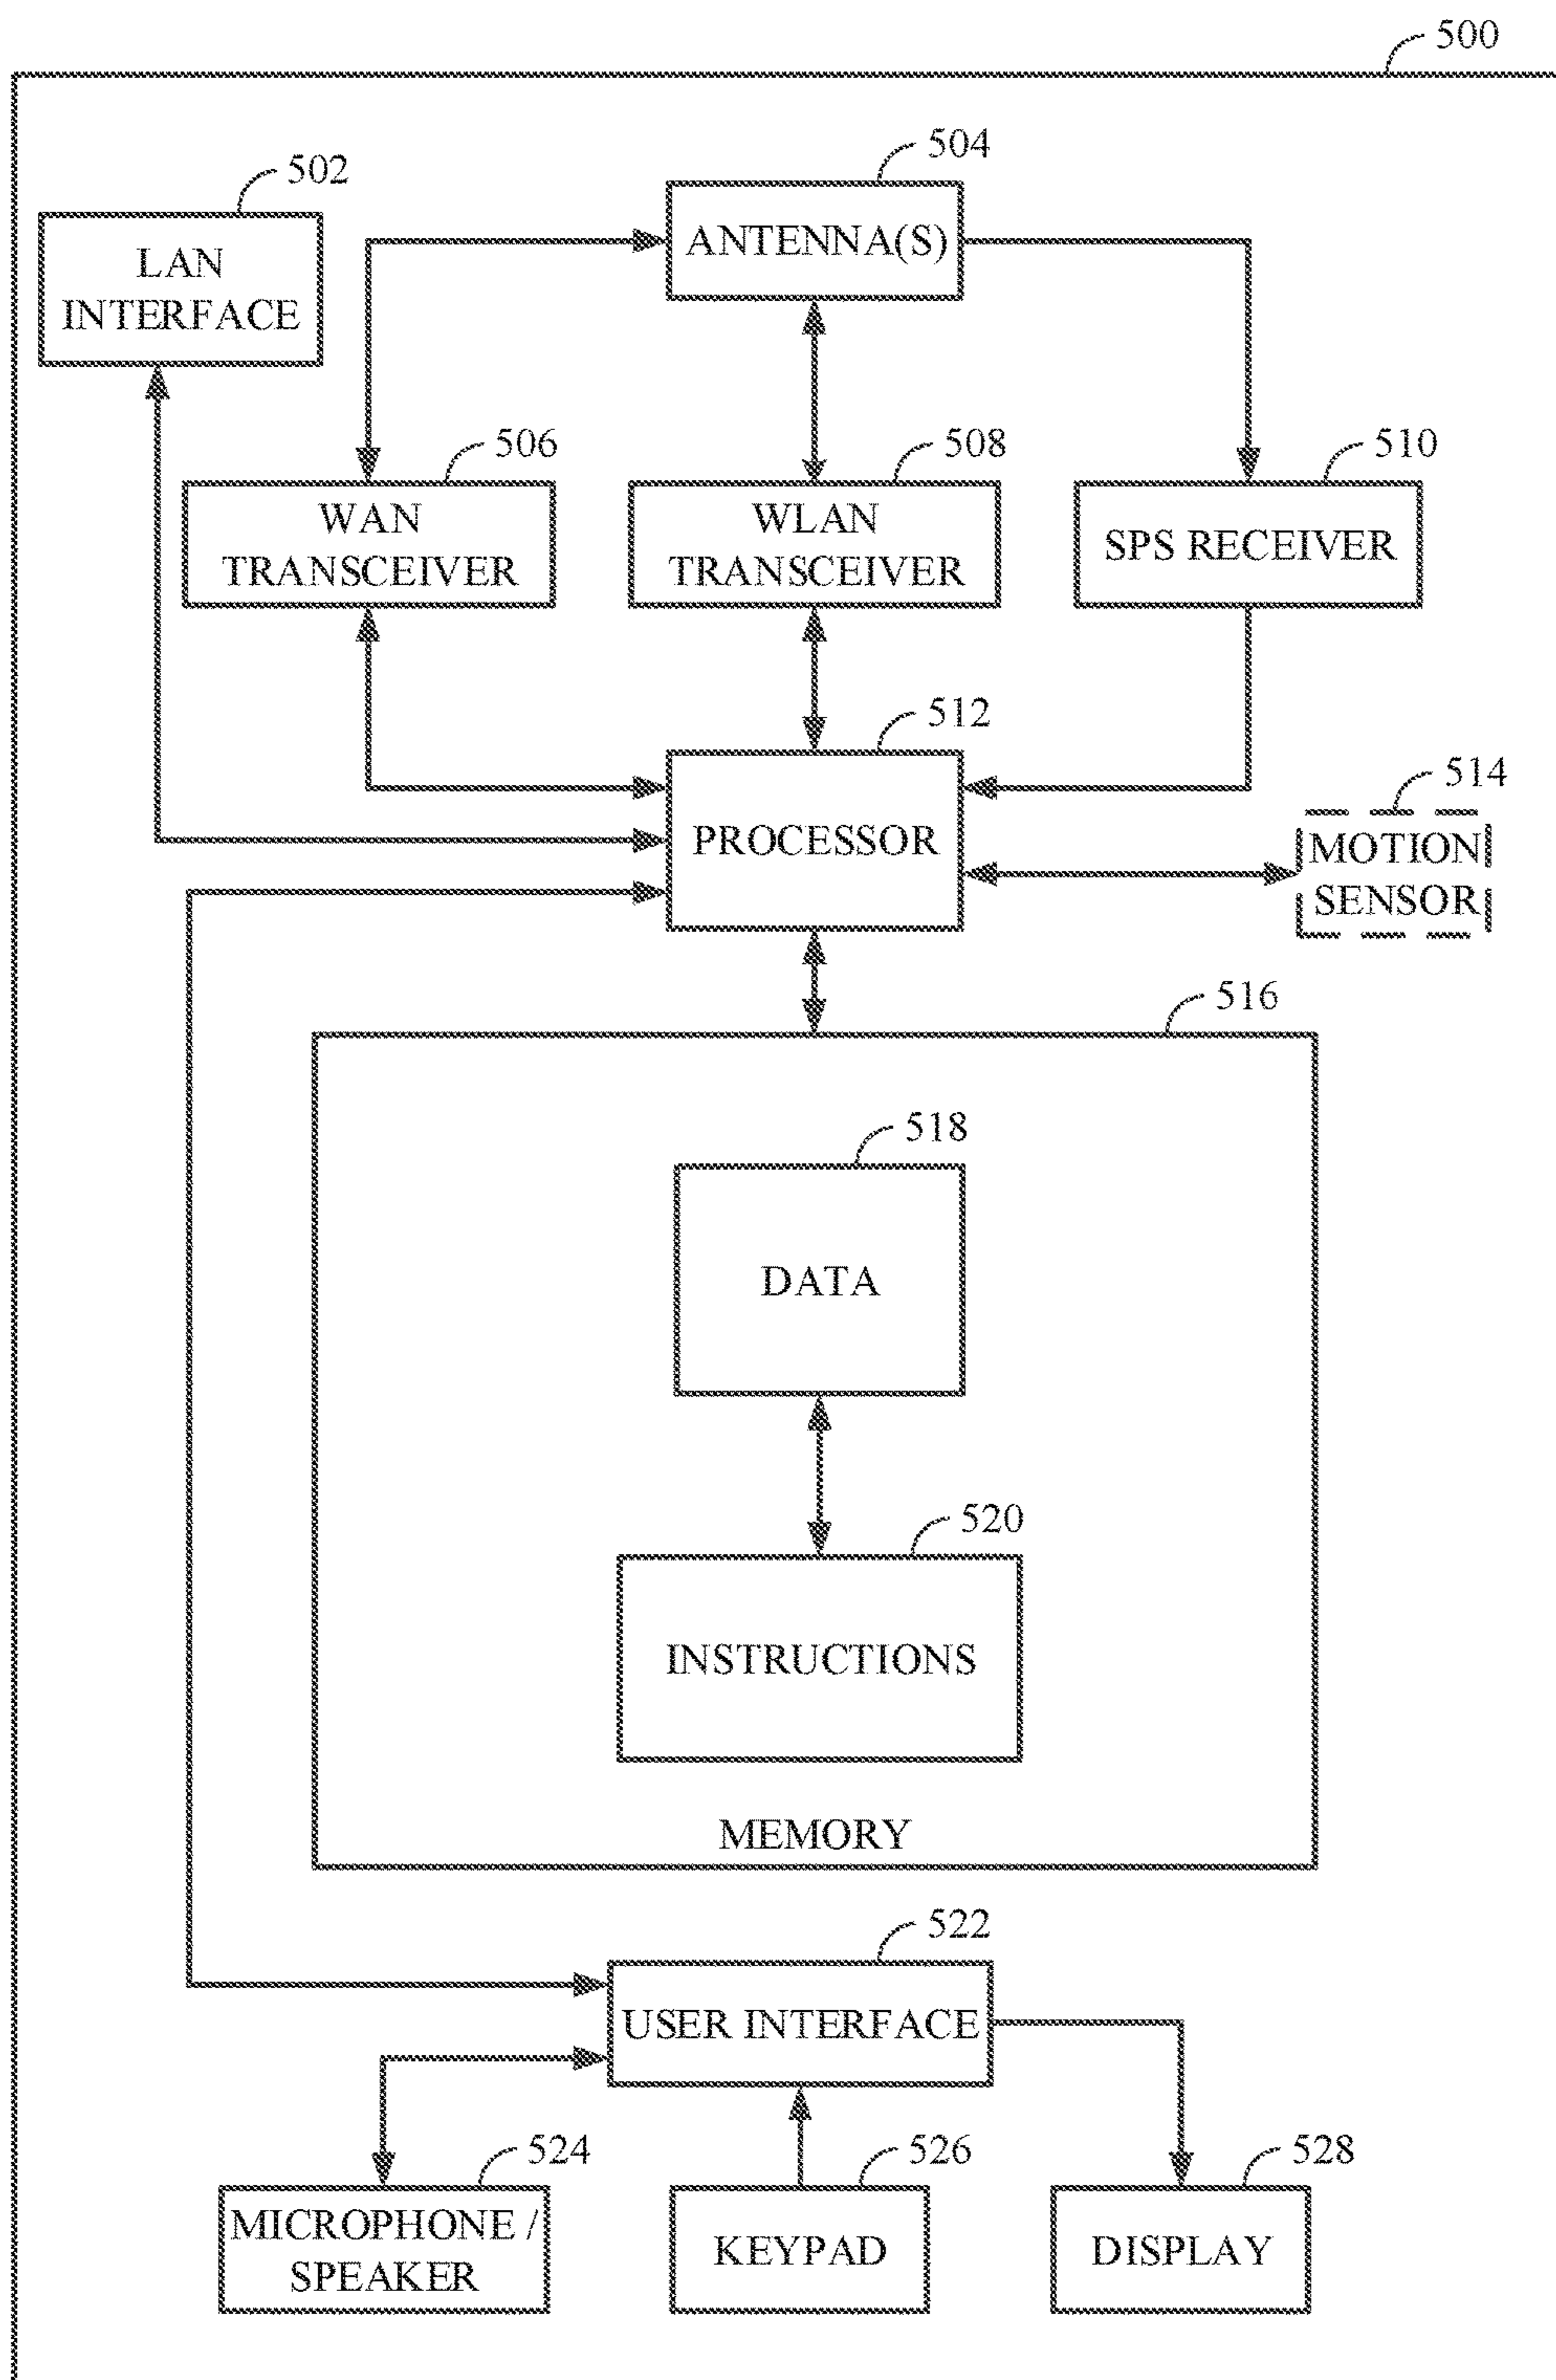 500
502
504
LAN
INTERFACE
ANTENNA(S)
506
508
510
WAN
TRANSCEIVER
WLAN
TRANSCEIVER
SPS RECEIVER
512
514
PROCESSOR
MOTION
SENSOR
516
518
DATA
520
INSTRUCTIONS
MEMORY
522
USER INTERFACE
524
526
528
MICROPHONE /
SPEAKER
KEYPAD
DISPLAY